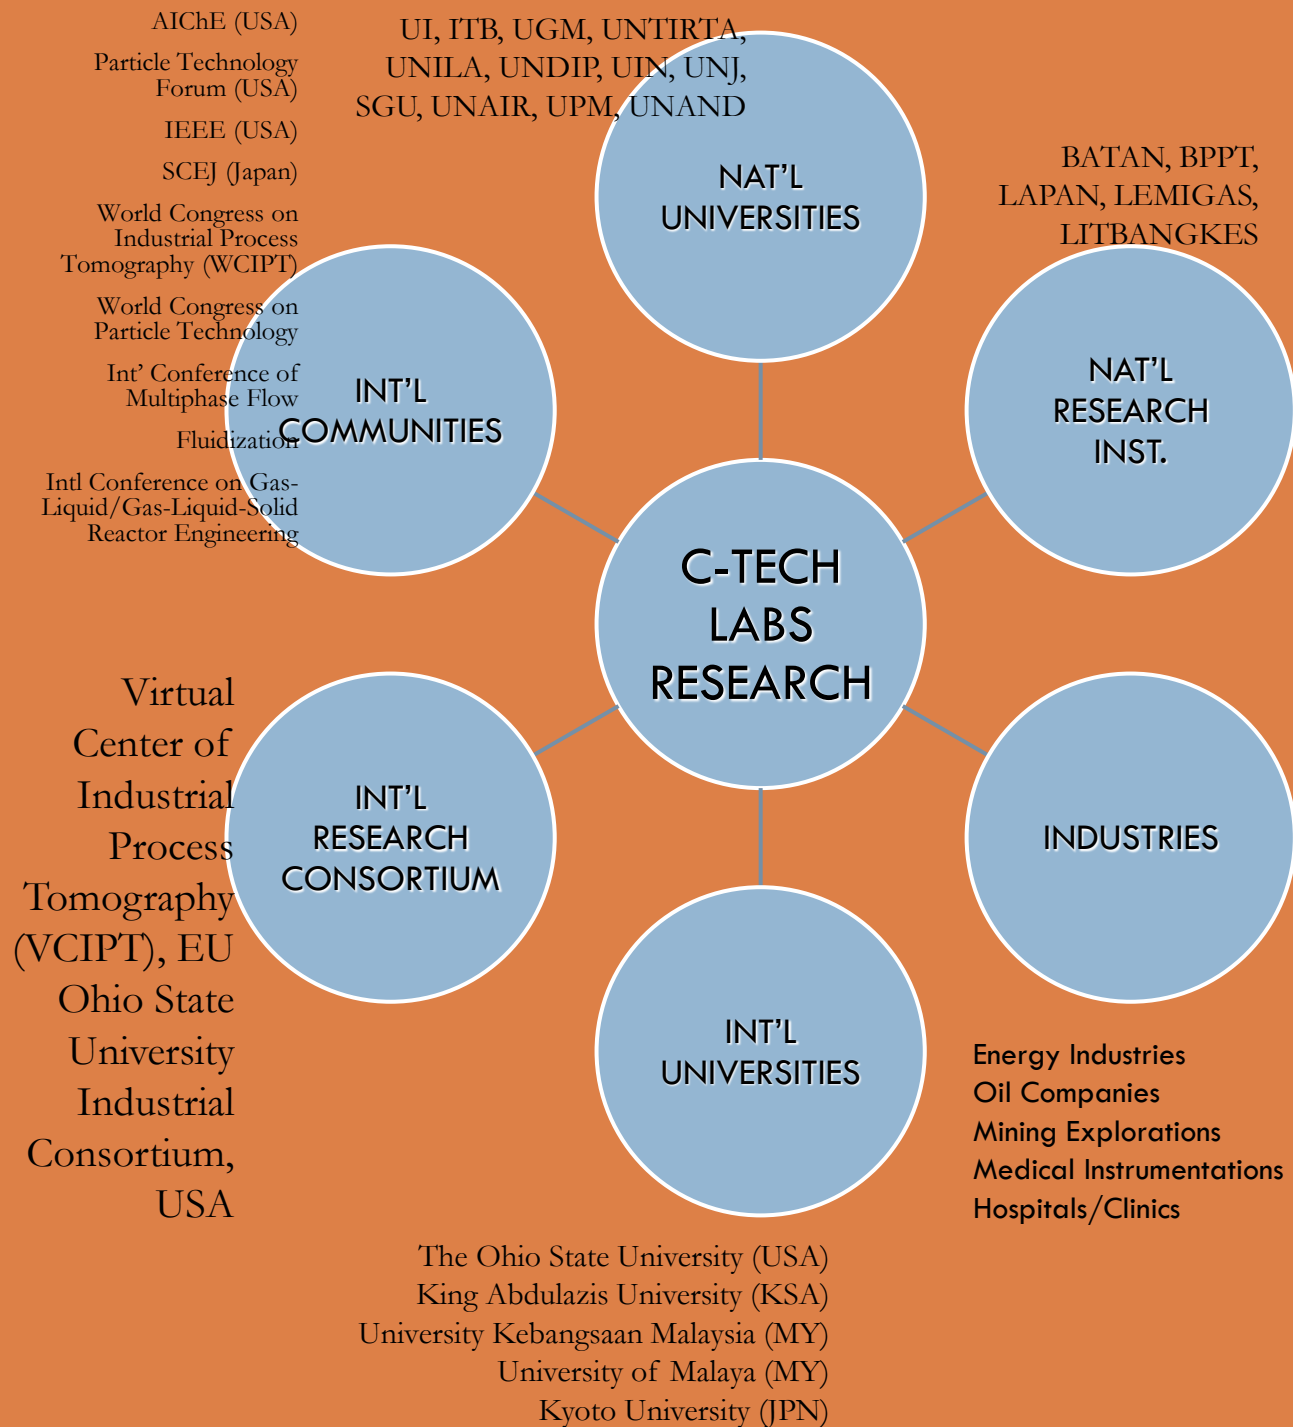 AIChE (USA)
Particle Technology
Forum (USA)
IEEE (USA)
SCEJ (Japan)
World Congress on
Industrial Process
Tomography (WCIPT)
World Congress on
Particle Technology
Int' Conference of
Multiphase Flow
Fluidization
Intl Conference on Gas-
Liquid/Gas-Liquid-Solid
Reactor Engineering
UI, ITB, UGM, UNTIRTA,
UNILA, UNDIP, UIN, UNJ,
SGU, UNAIR, UPM, UNAND
NAT'L
UNIVERSITIES
BATAN, BPPT,
LAPAN, LEMIGAS,
LITBANGKES
NAT'L
RESEARCH
INST.
INT'L
COMMUNITIES
C-TECH
LABS
RESEARCH
Virtual
Center of
Industrial
Process
Tomography
(VCIPT), EU
Ohio State
University
Industrial
Consortium,
USA
INT'L
RESEARCH
CONSORTIUM
INDUSTRIES
INT'L
UNIVERSITIES
Energy Industries
Oil Companies
Mining Explorations
Medical Instrumentations
Hospitals/Clinics
The Ohio State University (USA)
King Abdulazis University (KSA)
University Kebangsaan Malaysia (MY)
University of Malaya (MY)
Kyoto University (JPN)